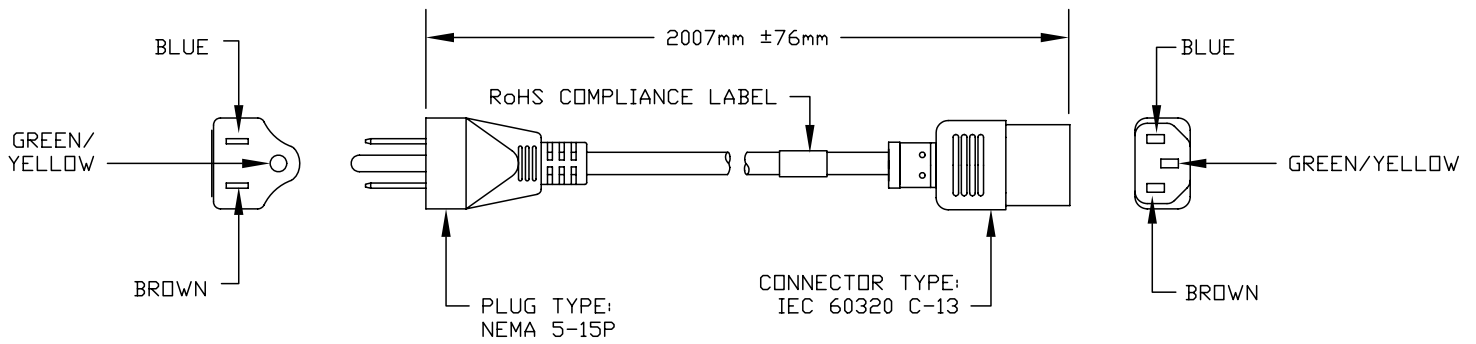 BLUE
2007mm ±76mm
BLUE
RoHS COMPLIANCE LABEL
GREEN/
YELLOW
GREEN/YELLOW
BROWN
PLUG TYPE:
NEMA 5-15P
CONNECTOR TYPE:
IEC 60320 C-13
BROWN